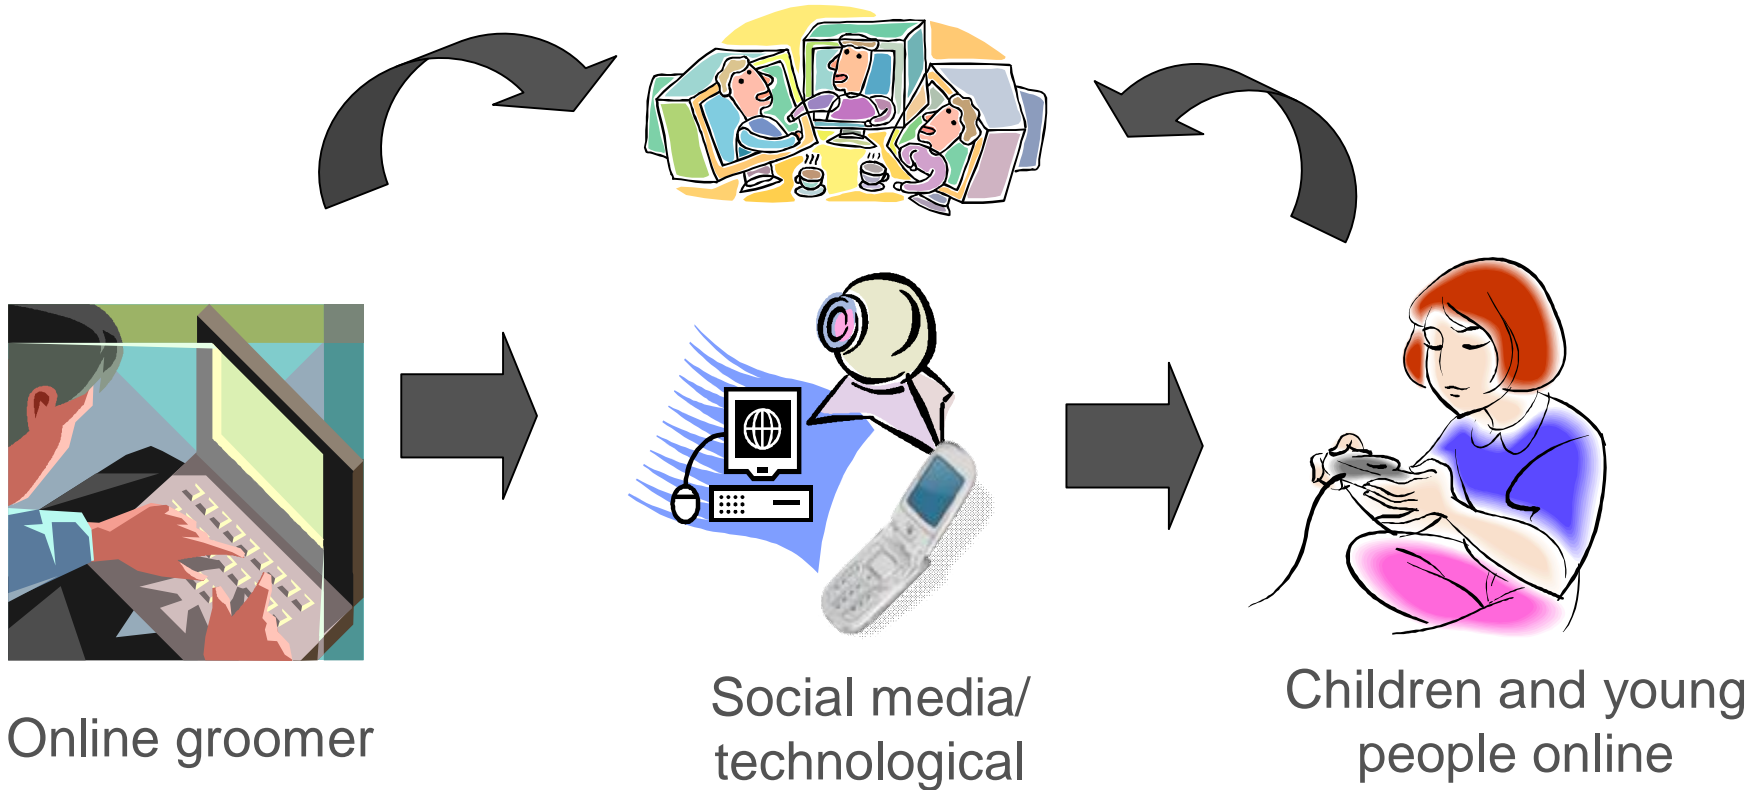 Online groomer
Social media/
technological
Children and young
people online